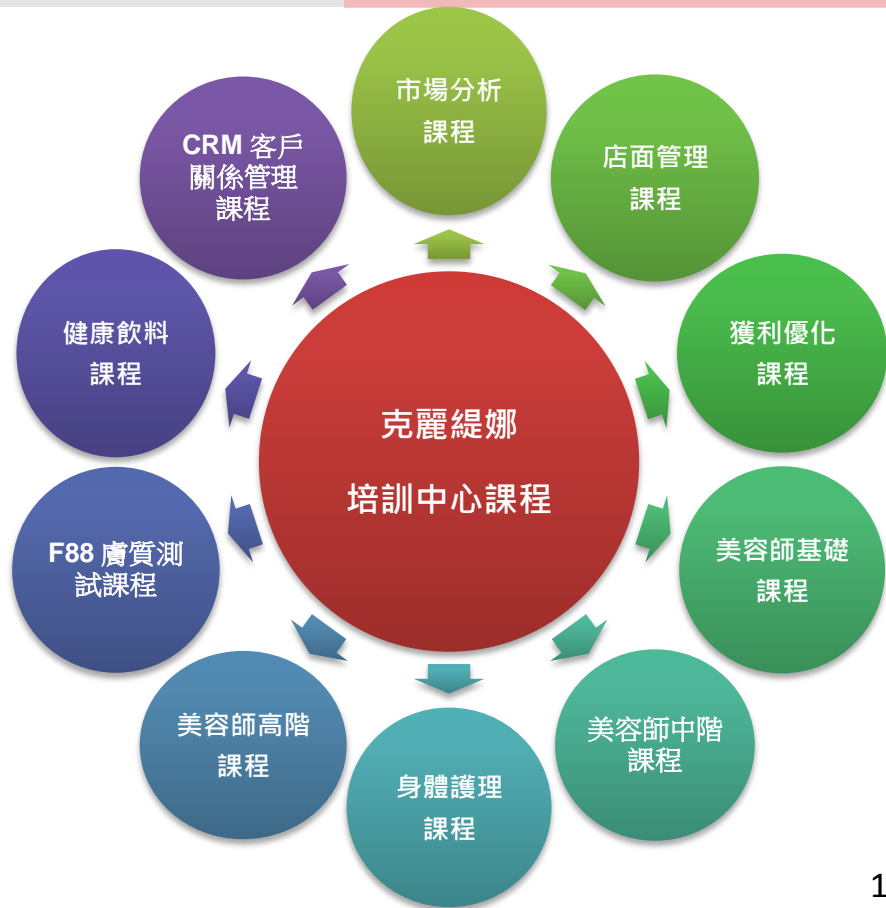 市場分析
課程
店面管理
課程
獲利優化
課程
美容師基礎
課程
美容師中階
課程
身體護理
課程
美容師高階
課程
F88 膚質測
試課程
健康飲料
課程
CRM 客戶
關係管理
課程
克麗緹娜
培訓中心課程
1